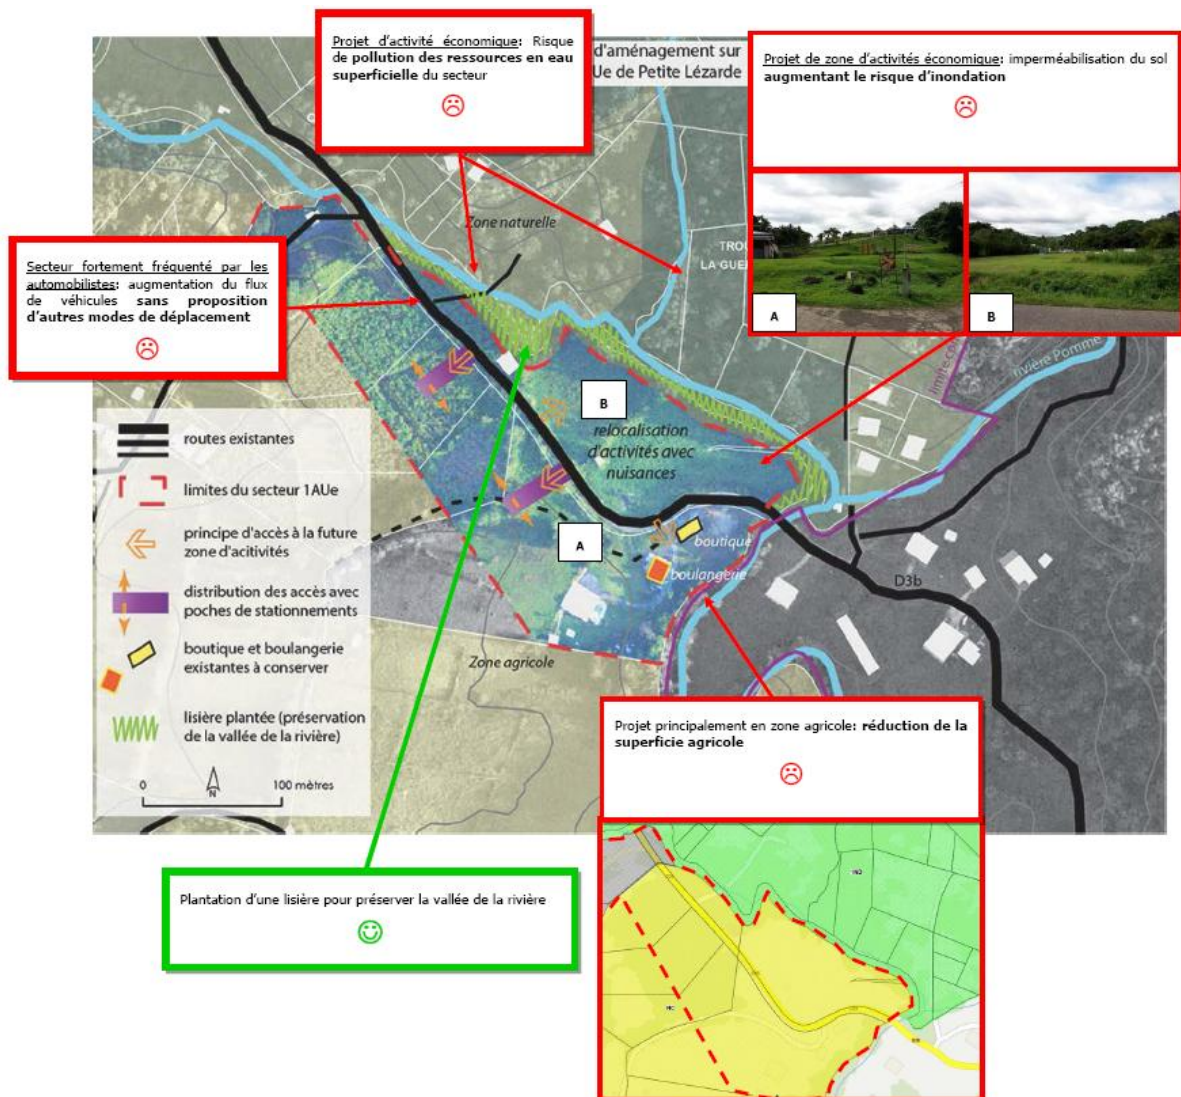 Projet d'activité économique: Risque
de pollution des ressources en eau
superficielle du secteur
d'aménagement sur
Ue de Petite Lézarde
Projet de zone d'activités économique: imperméabilisation du sol
augmentant le risque d'inondation
A
B
Secteur fortement fréquenté par les
automobilistes: augmentation du flux
de véhicules sans proposition
d'autres modes de déplacement
Zone naturelle
TROU
LA GUE
rivière Pomme
B
relocalisation
d'activités avec
nuisances
A
boutique
boulangerie
D3b
Zone agricole
routes existantes
limites du secteur 1AUe
principe d'accès à la future
zone d'acitivités
distribution des accès avec
poches de stationnements
boutique et boulangerie
existantes à conserver
lisière plantée (préservation
de la vallée de la rivière)
0
N
100 mètres
Projet principalement en zone agricole: réduction de la
superficie agricole
Plantation d'une lisière pour préserver la vallée de la rivière